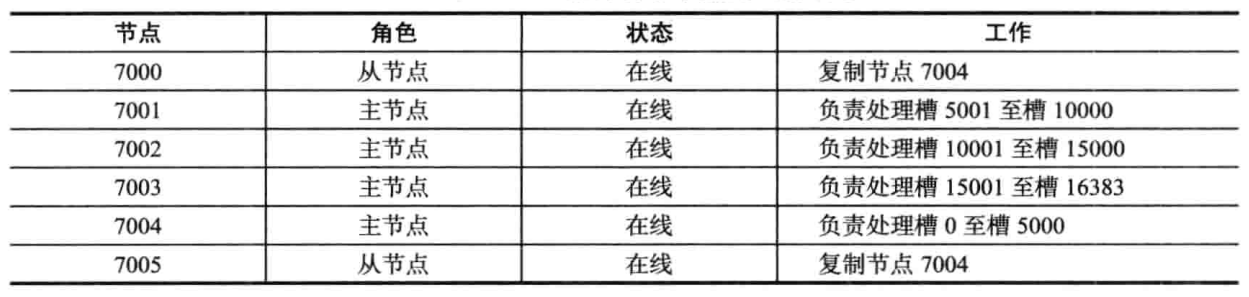 节点 角色 状态 工作
7000 从节点 在线 复制节点 7004
7001 主节点 在线 负责处理槽 5001 至槽 10000
7002 主节点 在线 负责处理槽 10001 至槽 15000
7003 主节点 在线 负责处理槽 15001 至槽 16383
7004 主节点 在线 负责处理槽 0 至槽 5000
7005 从节点 在线 复制节点 7004